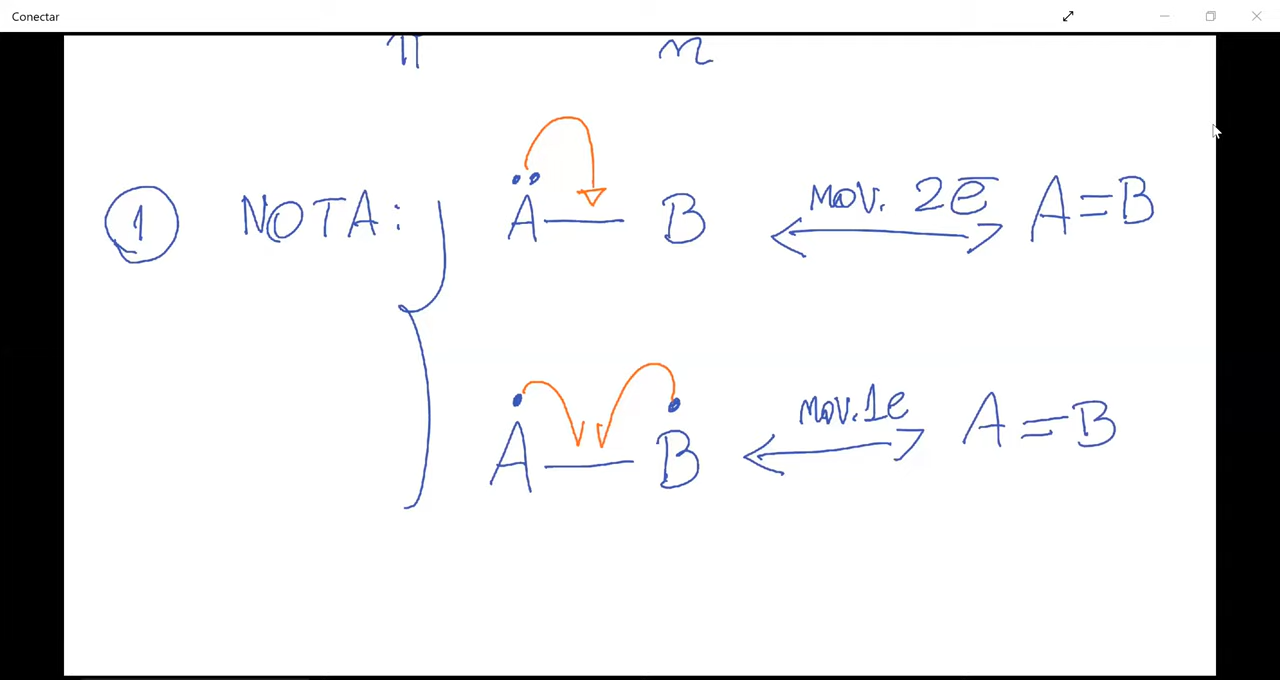 Conectar
π n
① NOTA: Ä — B ⟷ MOV. 2e̅ A = B
A — B ⟷ MOV. 1e A = B